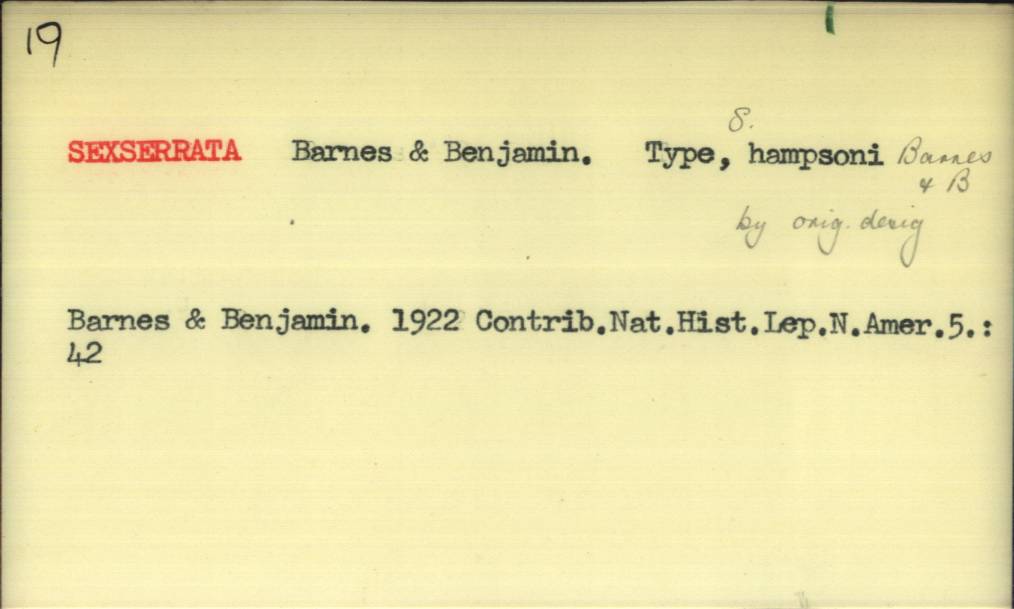 19
S.
SEXSERRATA Barnes & Benjamin. Type, hampsoni Barnes
& B
by orig. desig
Barnes & Benjamin. 1922 Contrib.Nat.Hist.Lep.N.Amer.5.:
42